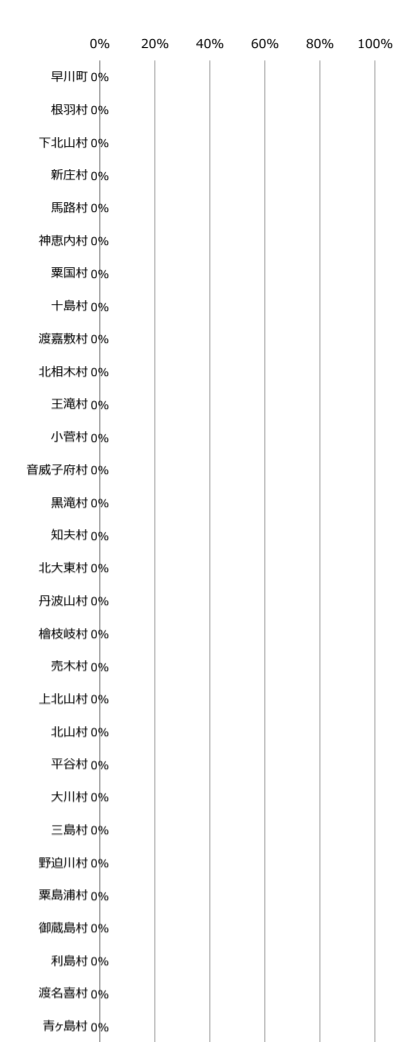 0% 20% 40% 60% 80% 100%
早川町 0%
根羽村 0%
下北山村 0%
新庄村 0%
馬路村 0%
神恵内村 0%
粟国村 0%
十島村 0%
渡嘉敷村 0%
北相木村 0%
王滝村 0%
小菅村 0%
音威子府村 0%
黒滝村 0%
知夫村 0%
北大東村 0%
丹波山村 0%
檜枝岐村 0%
売木村 0%
上北山村 0%
北山村 0%
平谷村 0%
大川村 0%
三島村 0%
野迫川村 0%
粟島浦村 0%
御蔵島村 0%
利島村 0%
渡名喜村 0%
青ヶ島村 0%